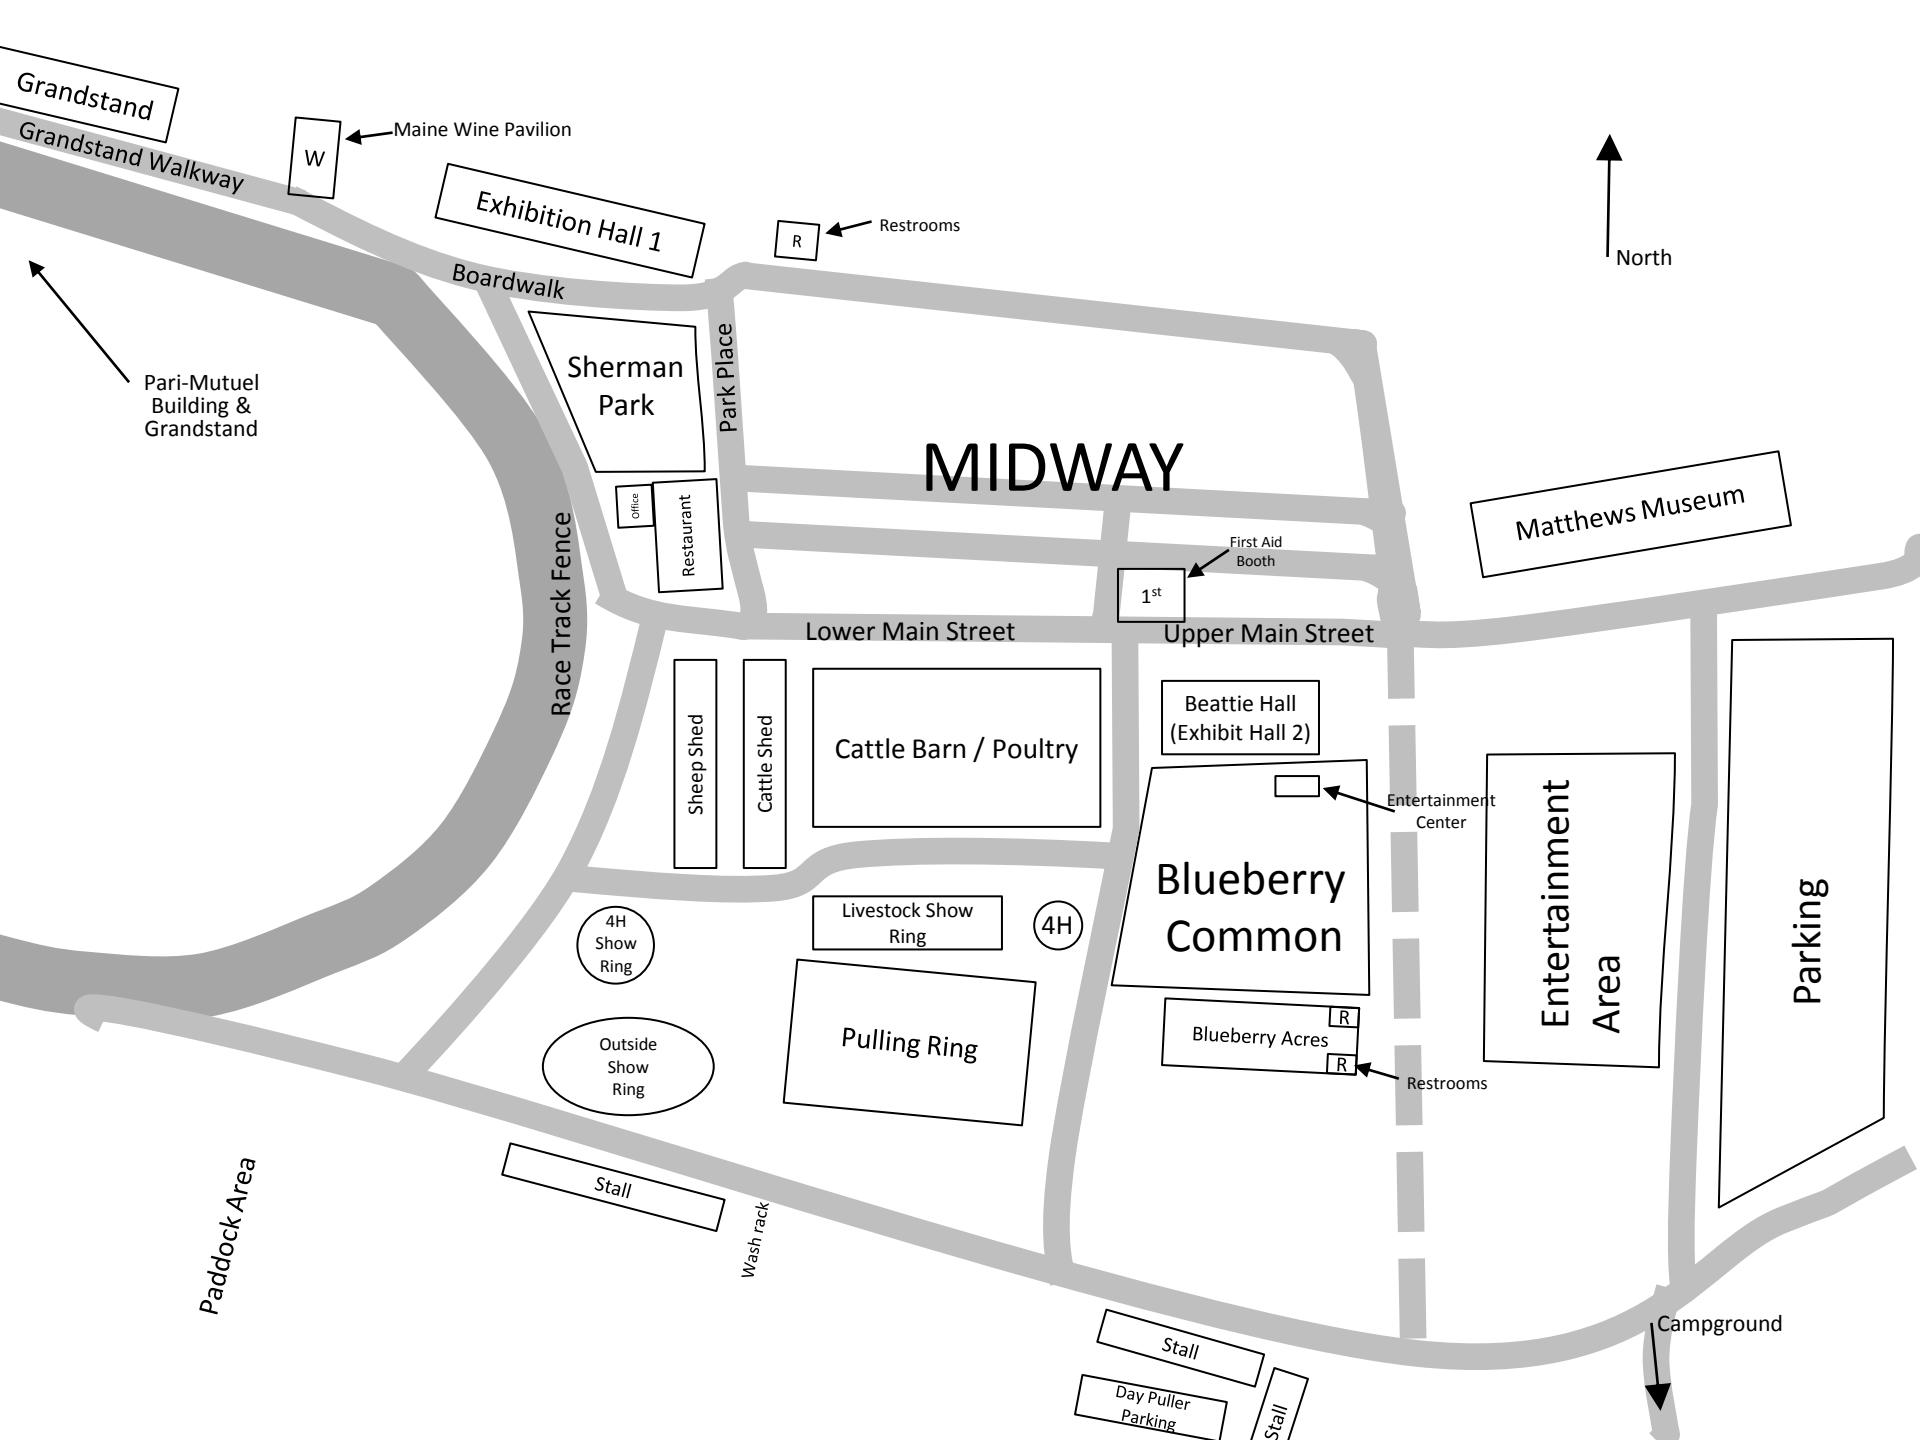 Grandstand
Grandstand Walkway
W
Maine Wine Pavilion
Exhibition Hall 1
R
Restrooms
North
Boardwalk
Pari-Mutuel
Building &
Grandstand
Sherman
Park
Park Place
MIDWAY
Office
Restaurant
Matthews Museum
Race Track Fence
First Aid
Booth
1st
Lower Main Street
Upper Main Street
Sheep Shed
Cattle Shed
Cattle Barn / Poultry
Beattie Hall
(Exhibit Hall 2)
Entertainment
Center
Blueberry
Common
Entertainment
Area
Parking
4H
Show
Ring
Livestock Show
Ring
4H
Outside
Show
Ring
Pulling Ring
Blueberry Acres
R
R
Restrooms
Paddock Area
Stall
Wash rack
Campground
Stall
Day Puller
Parking
Stall